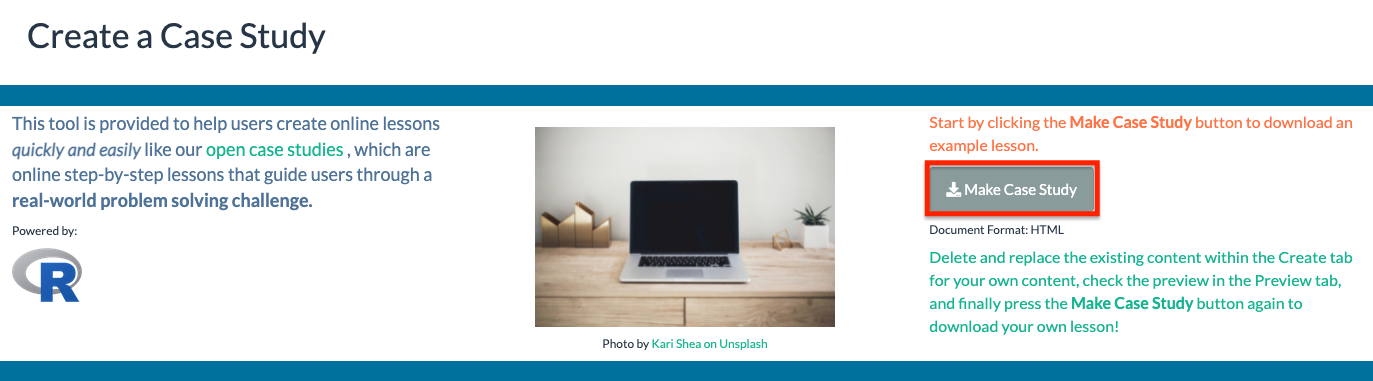 Create a Case Study
This tool is provided to help users create online lessons
quickly and easily like our open case studies , which are
online step-by-step lessons that guide users through a
real-world problem solving challenge.
Powered by:
R
Photo by Kari Shea on Unsplash
Start by clicking the Make Case Study button to download an
example lesson.
Make Case Study
Document Format: HTML
Delete and replace the existing content within the Create tab
for your own content, check the preview in the Preview tab,
and finally press the Make Case Study button again to
download your own lesson!